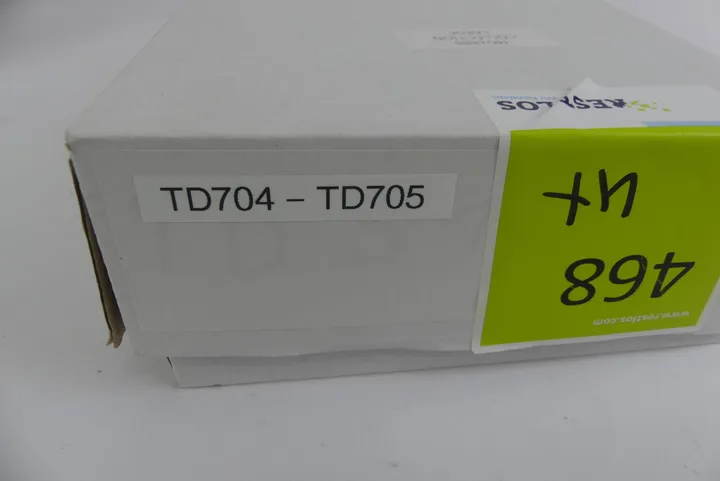 TD704 – TD705
RESTLOS
468
www.restlos.com